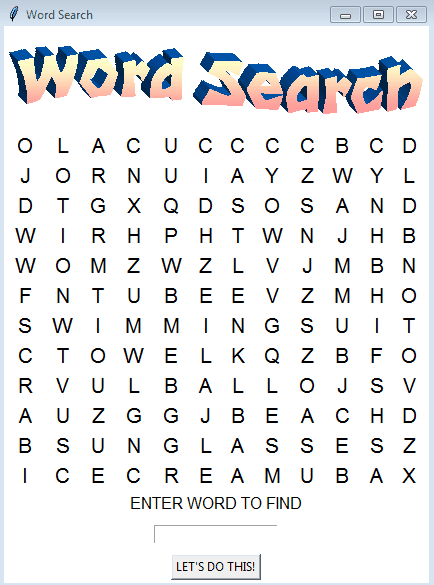 Word Search
Word Search
O L A C U C C C C B C D
J O R N U I A Y Z W Y L
D T G X Q D S O S A N D
W I R H P H T W N J H B
W O M Z W Z L V J M B N
F N T U B E E V Z M H O
S W I M M I N G S U I T
C T O W E L K Q Z B F O
R V U L B A L L O J S V
A U Z G G J B E A C H D
B S U N G L A S S E S Z
I C E C R E A M U B A X
ENTER WORD TO FIND
LET'S DO THIS!